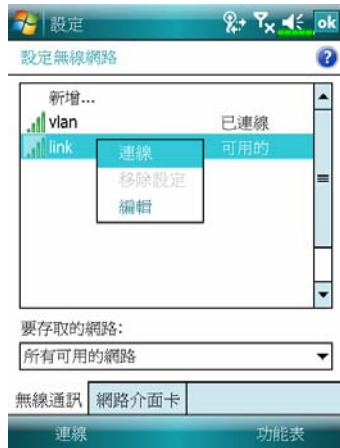 設定 ok
設定無線網路 ?
新增...
vlan 已連線
link 可用的
連線
移除設定
編輯
要存取的網路:
所有可用的網路
無線通訊 網路介面卡
連線 功能表